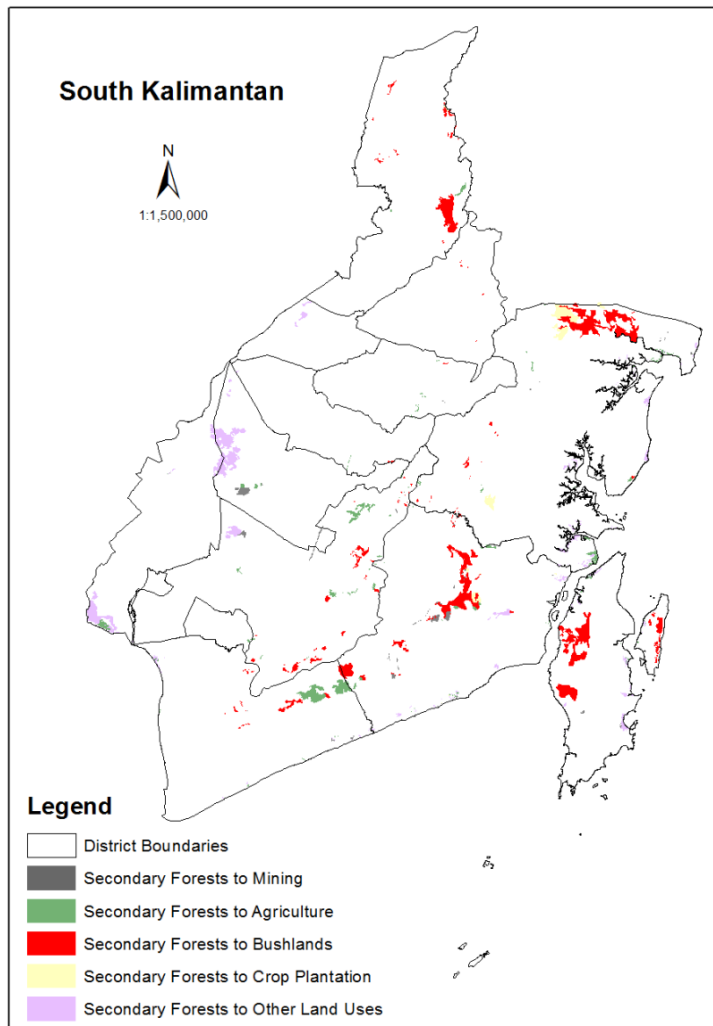 South Kalimantan
N
1:1,500,000
Legend
District Boundaries
Secondary Forests to Mining
Secondary Forests to Agriculture
Secondary Forests to Bushlands
Secondary Forests to Crop Plantation
Secondary Forests to Other Land Uses